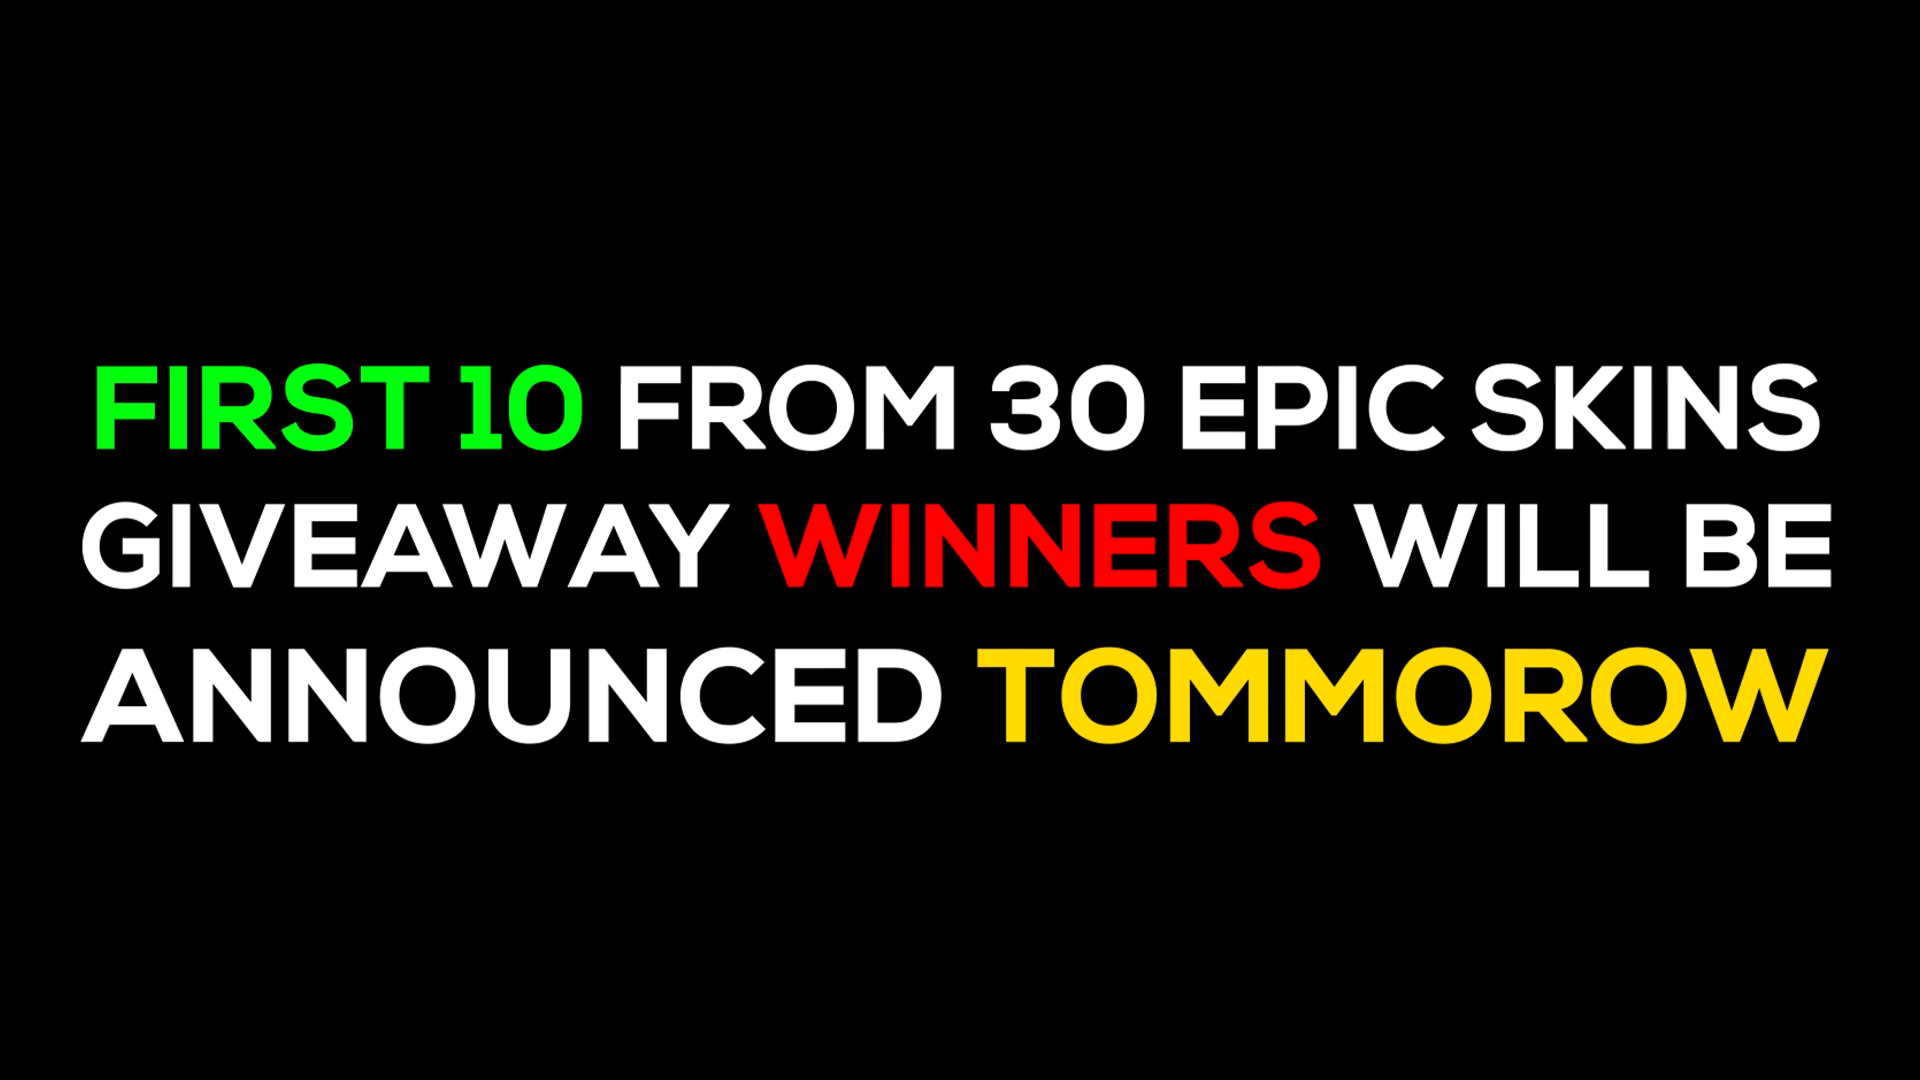 FIRST 10 FROM 30 EPIC SKINS
GIVEAWAY WINNERS WILL BE
ANNOUNCED TOMMOROW